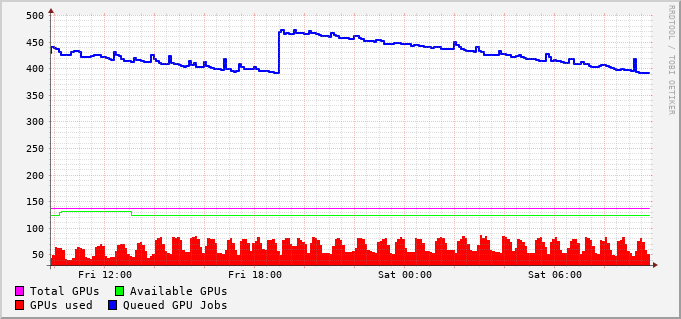 500
450
400
350
300
250
200
150
100
50
Fri 12:00 Fri 18:00 Sat 00:00 Sat 06:00
Total GPUs Available GPUs
GPUs used Queued GPU Jobs
RRDTOOL / TOBI OETIKER